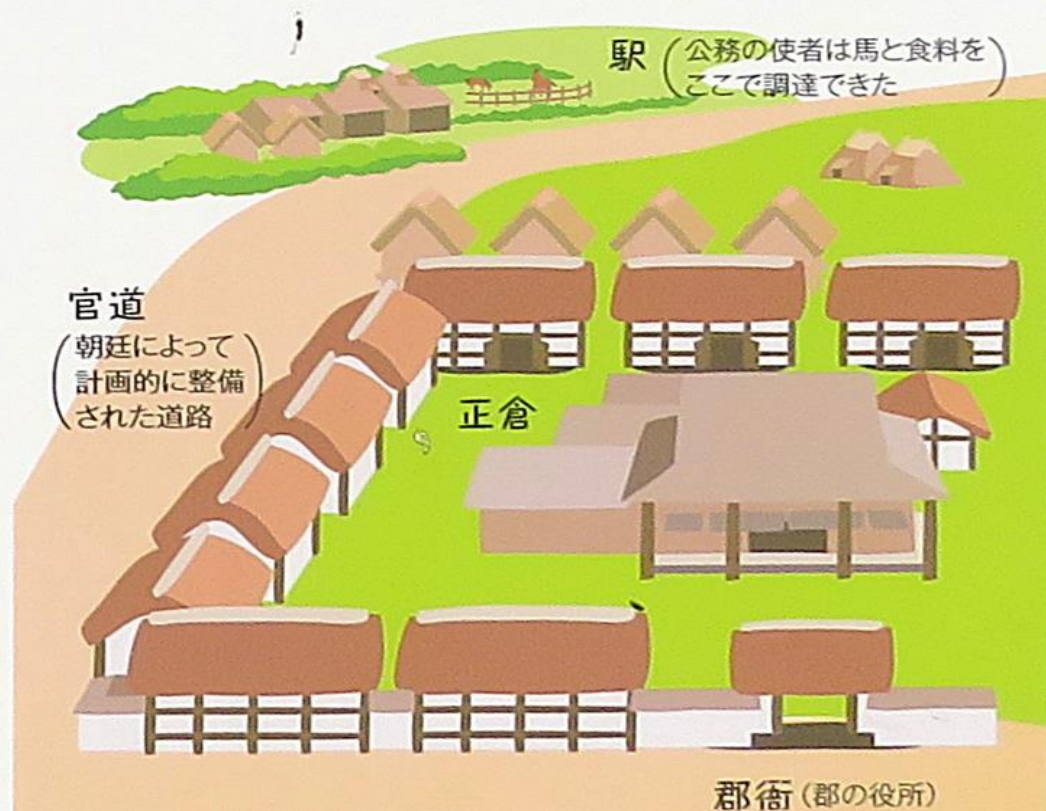 駅
公務の使者は馬と食料を
ここで調達できた
官道
朝廷によって
計画的に整備
された道路
正倉
郡衙(郡の役所)